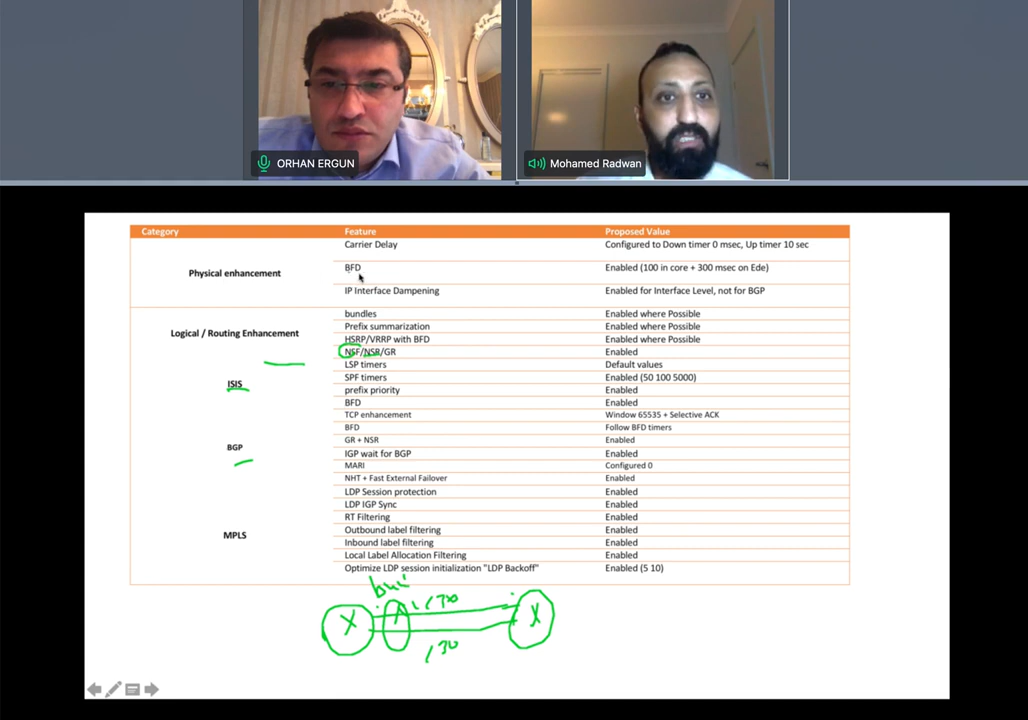 ORHAN ERGUN
Mohamed Radwan
Category Feature Proposed Value
Carrier Delay Configured to Down timer 0 msec, Up timer 10 sec
Physical enhancement BFD Enabled (100 in core + 300 msec on Ede)
IP Interface Dampening Enabled for Interface Level, not for BGP
bundles Enabled where Possible
Logical / Routing Enhancement Prefix summarization Enabled where Possible
HSRP/VRRP with BFD Enabled where Possible
NSF/NSR/GR Enabled
LSP timers Default values
ISIS SPF timers Enabled (50 100 5000)
prefix priority Enabled
BFD Enabled
TCP enhancement Window 65535 + Selective ACK
BFD Follow BFD timers
BGP GR + NSR Enabled
IGP wait for BGP Enabled
MARI Configured 0
NHT + Fast External Failover Enabled
LDP Session protection Enabled
LDP IGP Sync Enabled
RT Filtering Enabled
MPLS Outbound label filtering Enabled
Inbound label filtering Enabled
Local Label Allocation Filtering Enabled
Optimize LDP session initialization "LDP Backoff" Enabled (5 10)
X X
/30